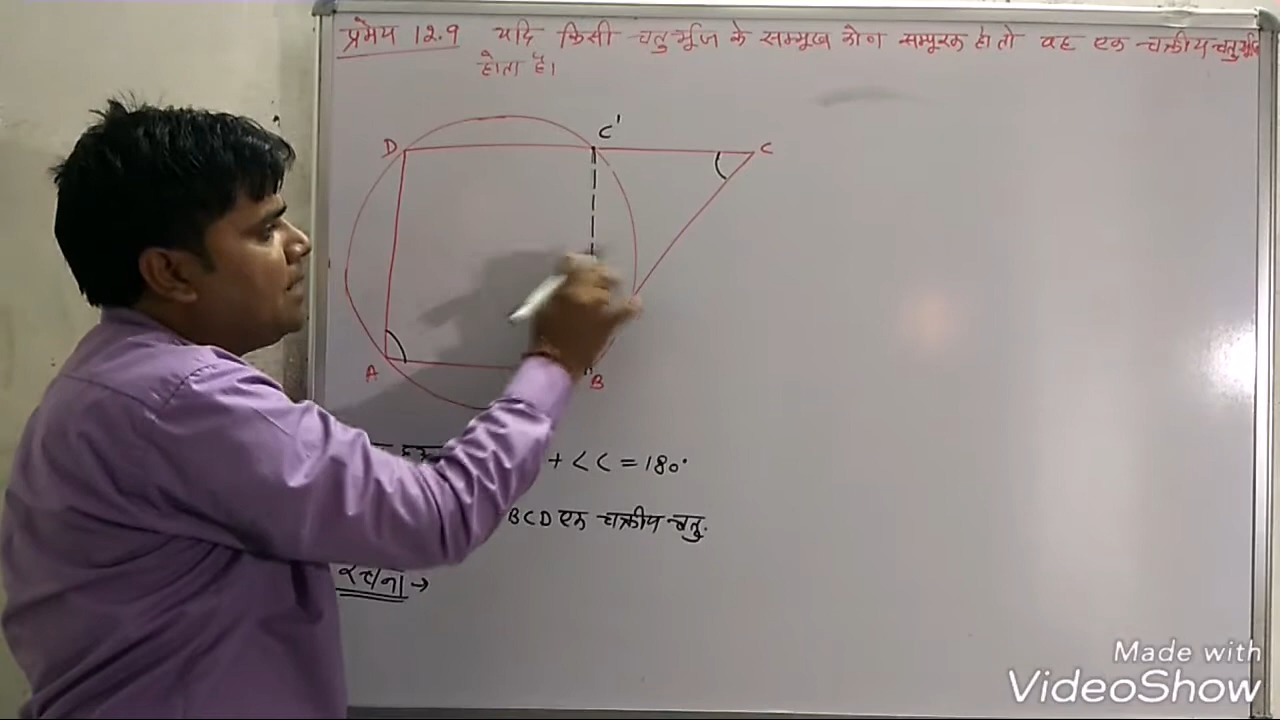 प्रमेय 12.9 यदि किसी चतुर्भुज के सम्मुख कोण सम्पूरक हो तो वह एक चक्रीय चतुर्भुज
होता है।
D C' C
A B
+ ∠C = 180°
BCD एक चक्रीय चतु.
रचना →
Made with
VideoShow